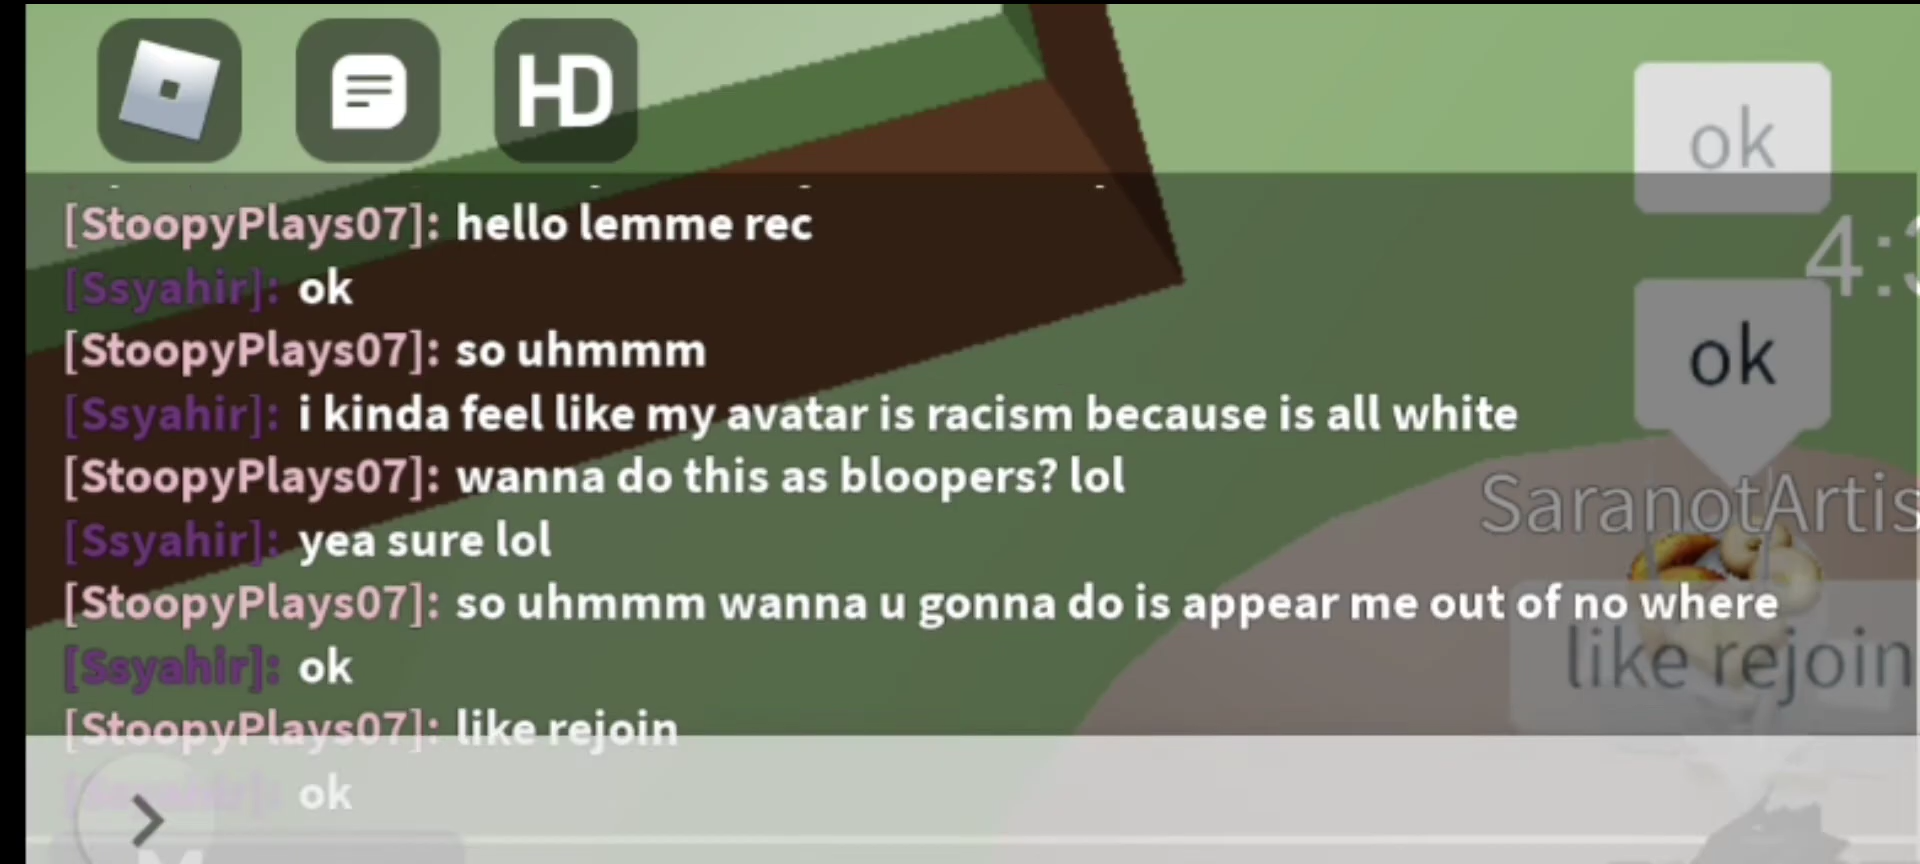 HD
ok
[StoopyPlays07]: hello lemme rec
[Ssyahir]: ok
4:3
[StoopyPlays07]: so uhmmm
ok
[Ssyahir]: i kinda feel like my avatar is racism because is all white
[StoopyPlays07]: wanna do this as bloopers? lol
SaranotArtis
[Ssyahir]: yea sure lol
[StoopyPlays07]: so uhmmm wanna u gonna do is appear me out of no where
[Ssyahir]: ok
like rejoin
[StoopyPlays07]: like rejoin
[Ssyahir]: ok